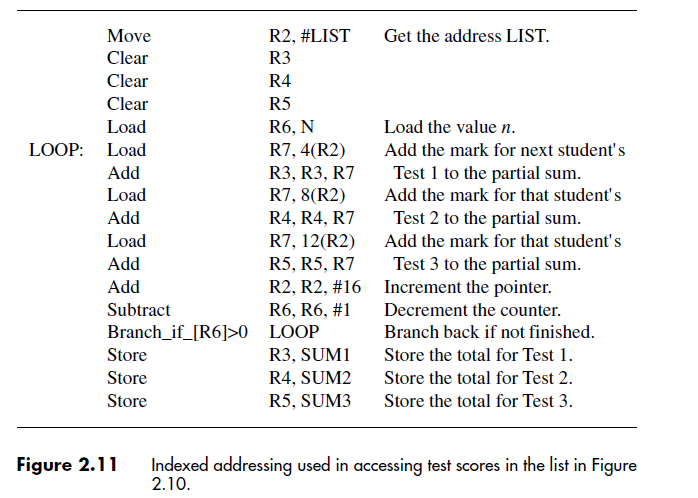 Move R2, #LIST Get the address LIST.
Clear R3
Clear R4
Clear R5
Load R6, N Load the value n.
LOOP: Load R7, 4(R2) Add the mark for next student's
Add R3, R3, R7 Test 1 to the partial sum.
Load R7, 8(R2) Add the mark for that student's
Add R4, R4, R7 Test 2 to the partial sum.
Load R7, 12(R2) Add the mark for that student's
Add R5, R5, R7 Test 3 to the partial sum.
Add R2, R2, #16 Increment the pointer.
Subtract R6, R6, #1 Decrement the counter.
Branch_if_[R6]>0 LOOP Branch back if not finished.
Store R3, SUM1 Store the total for Test 1.
Store R4, SUM2 Store the total for Test 2.
Store R5, SUM3 Store the total for Test 3.
Figure 2.11 Indexed addressing used in accessing test scores in the list in Figure
2.10.